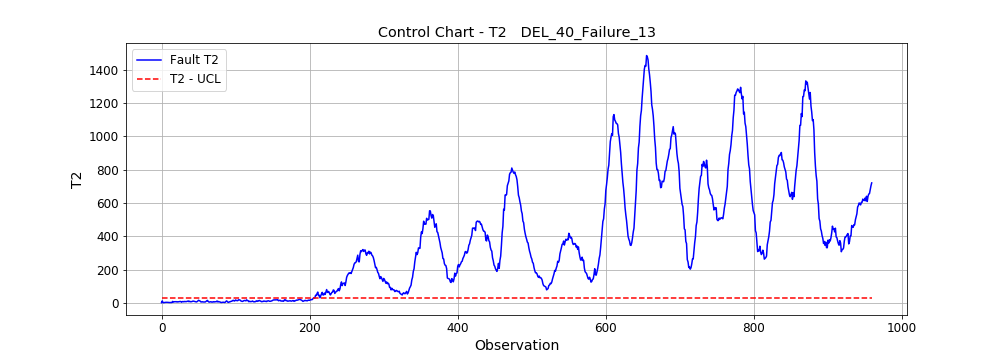 Control Chart - T2   DEL_40_Failure_13
Fault T2
T2 - UCL
T2
1400
1200
1000
800
600
400
200
0
0 200 400 600 800 1000
Observation